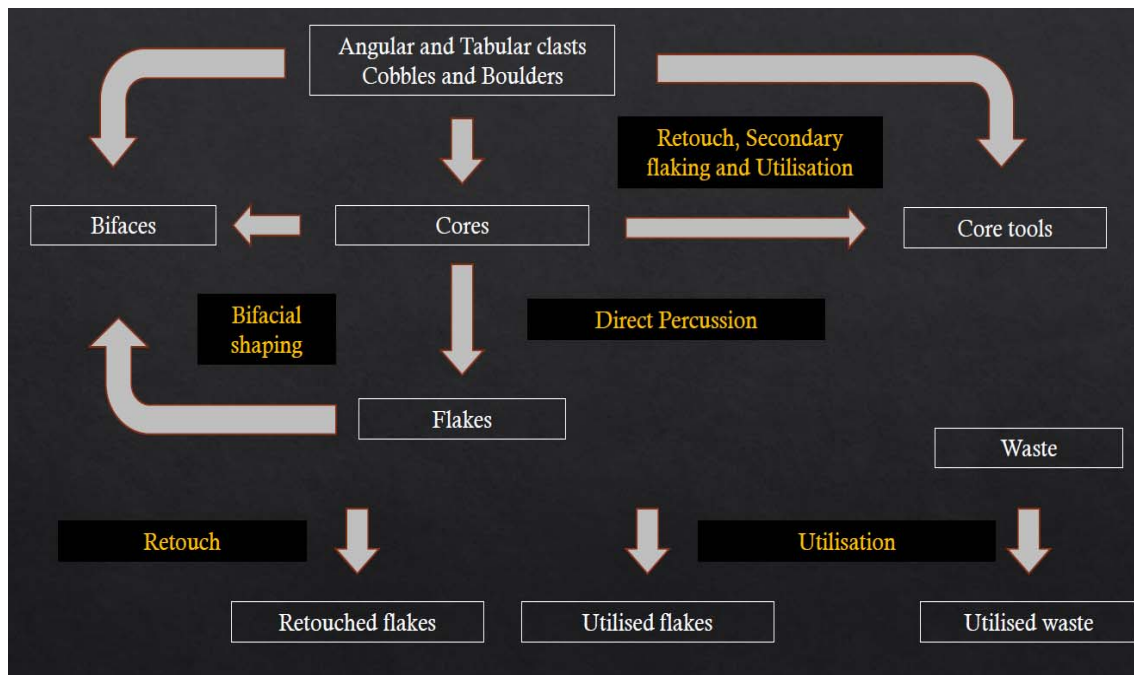 Angular and Tabular clasts
Cobbles and Boulders
Retouch, Secondary
flaking and Utilisation
Bifaces
Cores
Core tools
Bifacial
shaping
Direct Percussion
Flakes
Waste
Retouch
Utilisation
Retouched flakes
Utilised flakes
Utilised waste